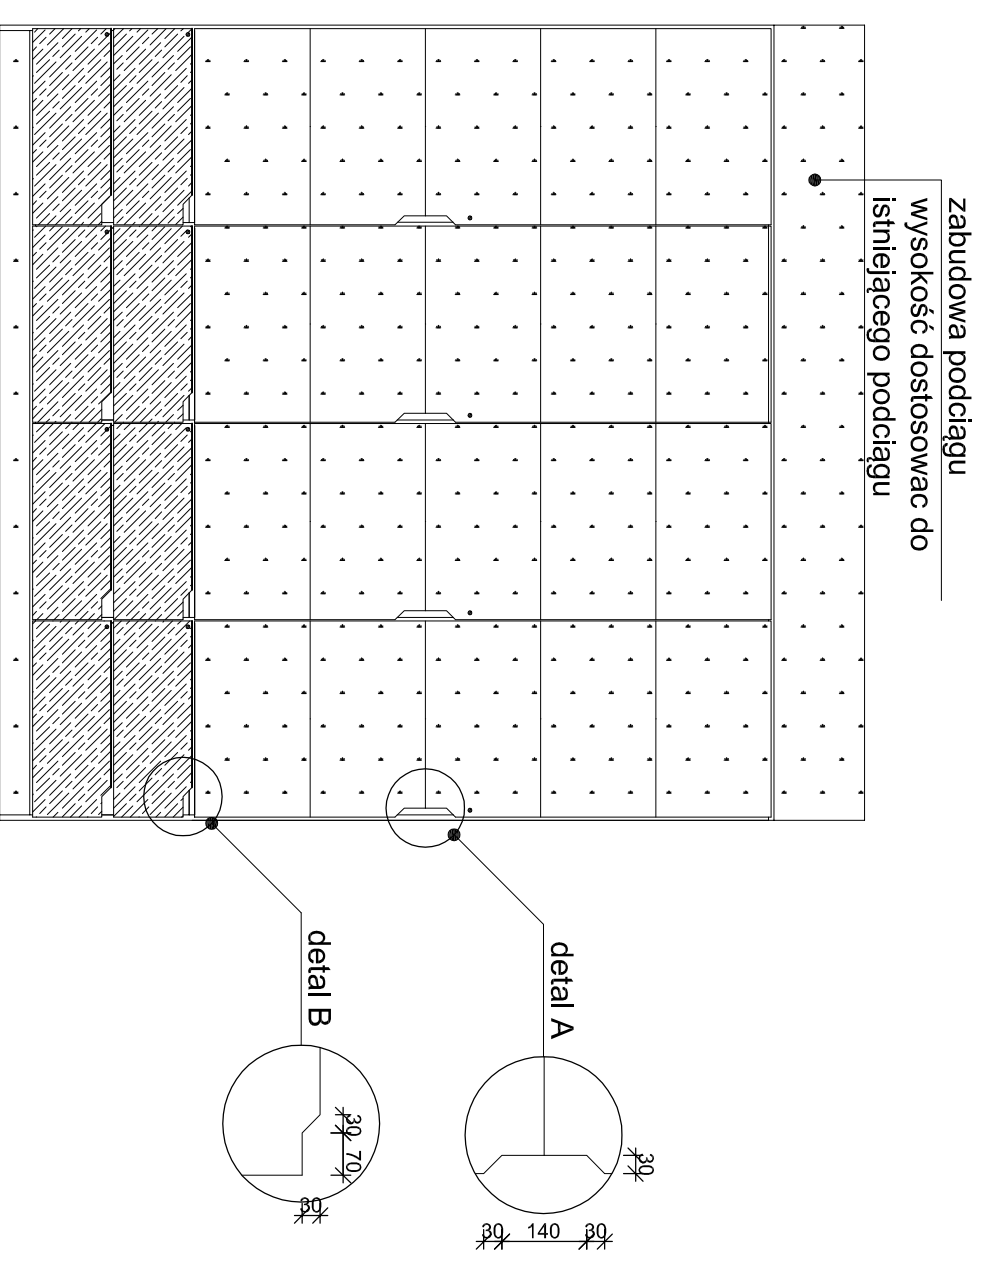 zabudowa podciągu
wysokość dostosowac do
istniejącego podciągu
detal A
30
30
140
30
detal B
30
70
30